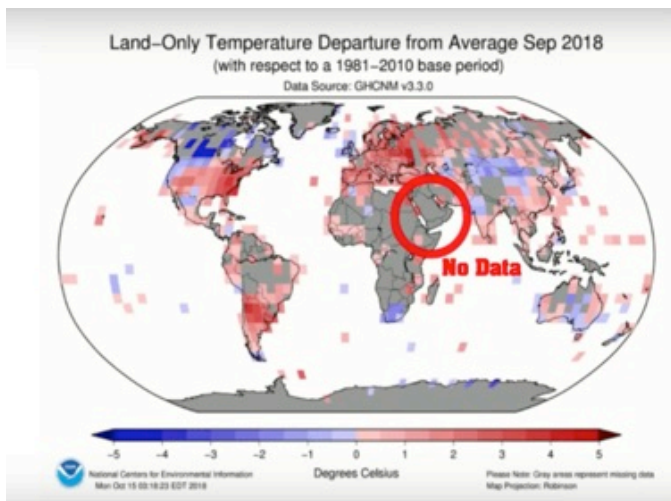 Land-Only Temperature Departure from Average Sep 2018
(with respect to a 1981-2010 base period)
Data Source: GHCNM v3.3.0
No Data
-5 -4 -3 -2 -1 0 1 2 3 4 5
National Centers for Environmental Information
Mon Oct 15 03:18:23 EDT 2018
Degrees Celsius
Please Note: Gray areas represent missing data
Map Projection: Robinson